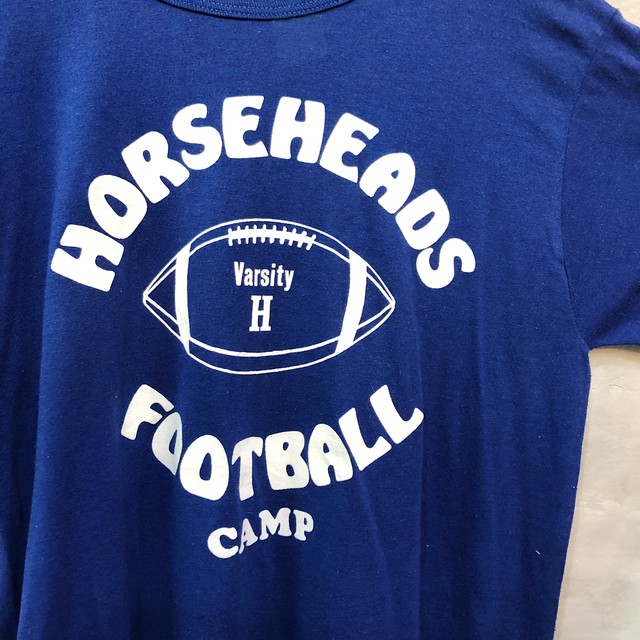 HORSEHEADS
Varsity
H
FOOTBALL
CAMP